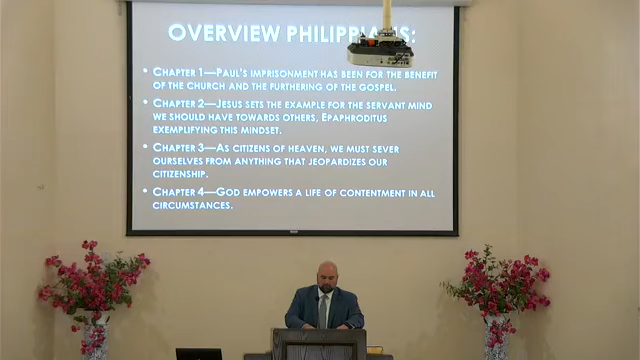 OVERVIEW PHILIPPIANS:
• CHAPTER 1—PAUL'S IMPRISONMENT HAS BEEN FOR THE BENEFIT
OF THE CHURCH AND THE FURTHERING OF THE GOSPEL.
• CHAPTER 2—JESUS SETS THE EXAMPLE FOR THE SERVANT MIND
WE SHOULD HAVE TOWARDS OTHERS, EPAPHRODITUS
EXEMPLIFYING THIS MINDSET.
• CHAPTER 3—AS CITIZENS OF HEAVEN, WE MUST SEVER
OURSELVES FROM ANYTHING THAT JEOPARDIZES OUR
CITIZENSHIP.
• CHAPTER 4—GOD EMPOWERS A LIFE OF CONTENTMENT IN ALL
CIRCUMSTANCES.